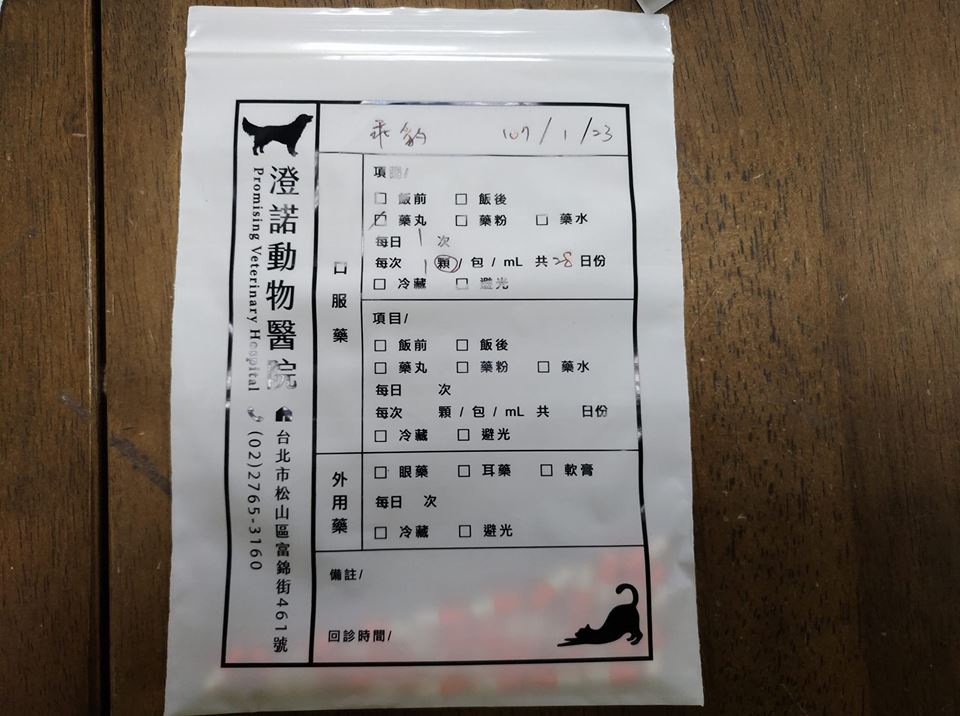 澄諾動物醫院
Promising Veterinary Hospital
台北市松山區富錦街461號
(02)2765-3160
乖豹 107/1/23
口服藥
項目/
□ 飯前 □ 飯後
☑ 藥丸 □ 藥粉 □ 藥水
每日 1 次
每次 1 顆 / 包 / mL 共 28 日份
□ 冷藏 □ 避光
項目/
□ 飯前 □ 飯後
□ 藥丸 □ 藥粉 □ 藥水
每日 次
每次 顆 / 包 / mL 共 日份
□ 冷藏 □ 避光
外用藥
□ 眼藥 □ 耳藥 □ 軟膏
每日 次
□ 冷藏 □ 避光
備註/
回診時間/